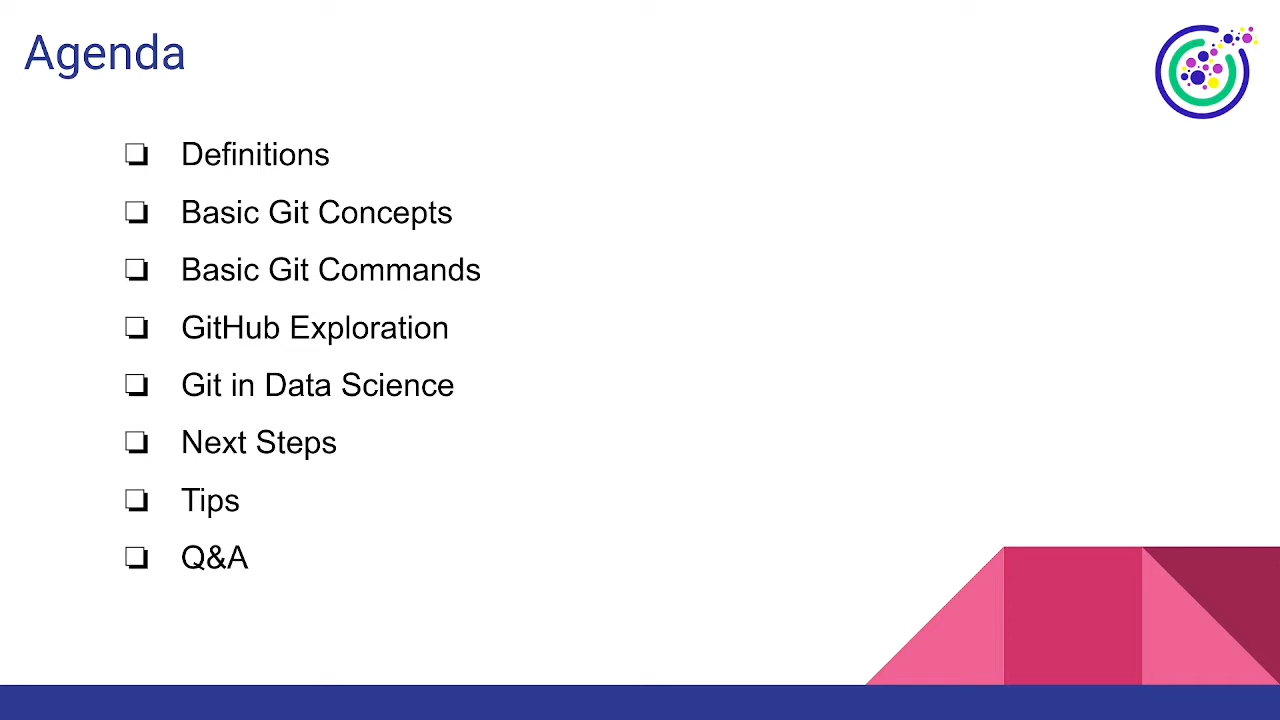 Agenda
❏ Definitions
❏ Basic Git Concepts
❏ Basic Git Commands
❏ GitHub Exploration
❏ Git in Data Science
❏ Next Steps
❏ Tips
❏ Q&A